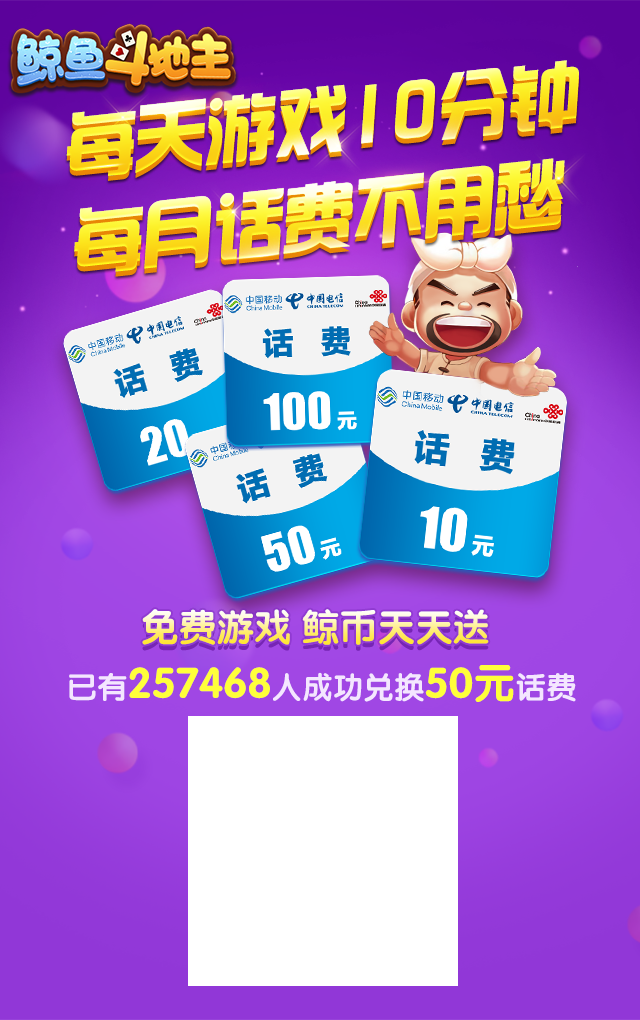 鲸鱼斗地主
每天游戏10分钟
每月话费不用愁
中国移动
China Mobile
中国电信
CHINA TELECOM
China
话费
20
中国移动
China Mobile
中国电信
CHINA TELECOM
China
话费
100元
中国移动
China Mobile
话费
50元
中国移动
China Mobile
中国电信
CHINA TELECOM
China
话费
10元
免费游戏 鲸币天天送
已有257468人成功兑换50元话费